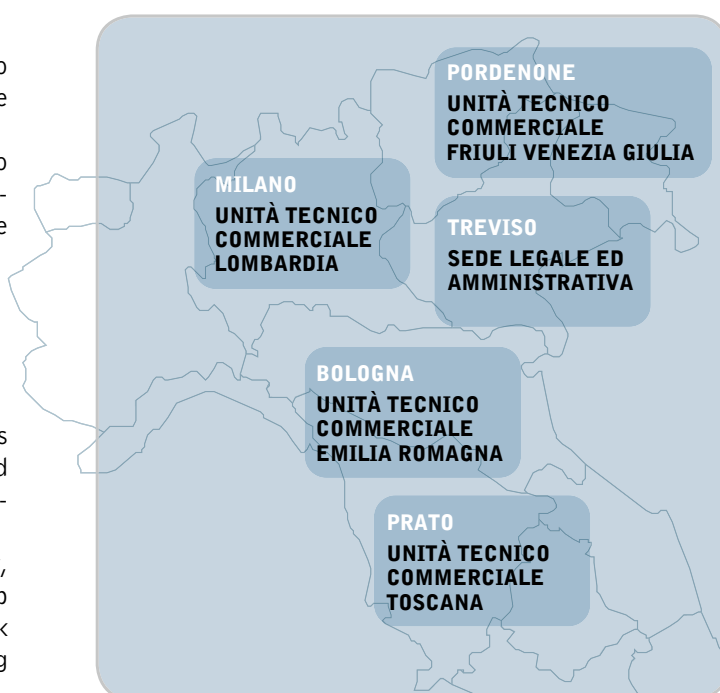 PORDENONE
UNITÀ TECNICO
COMMERCIALE
FRIULI VENEZIA GIULIA
MILANO
UNITÀ TECNICO
COMMERCIALE
LOMBARDIA
TREVISO
SEDE LEGALE ED
AMMINISTRATIVA
BOLOGNA
UNITÀ TECNICO
COMMERCIALE
EMILIA ROMAGNA
PRATO
UNITÀ TECNICO
COMMERCIALE
TOSCANA